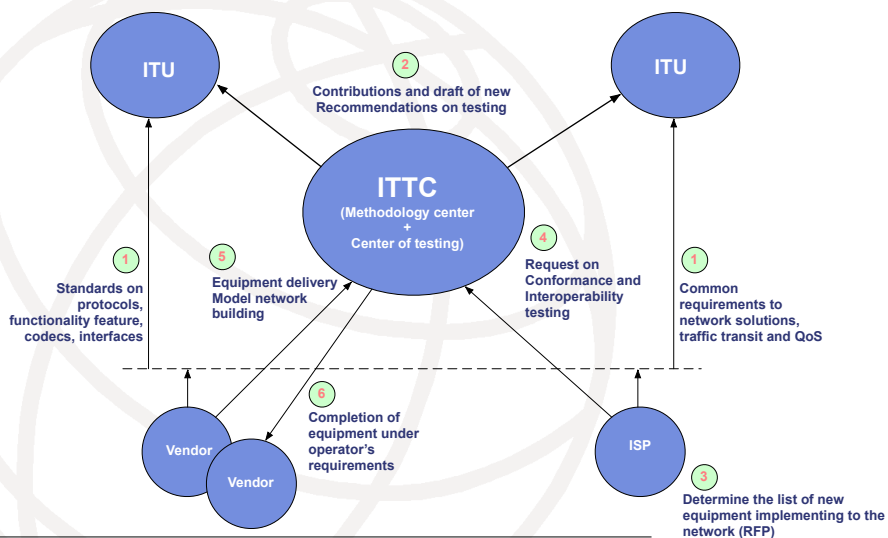 ITU
ITU
2
Contributions and draft of new
Recommendations on testing
ITTC
(Methodology center
+
Center of testing)
1
Standards on
protocols,
functionality feature,
codecs, interfaces
5
Equipment delivery
Model network
building
4
Request on
Conformance and
Interoperability
testing
1
Common
requirements to
network solutions,
traffic transit and QoS
6
Completion of
equipment under
operator's
requirements
Vendor
Vendor
ISP
3
Determine the list of new
equipment implementing to the
network (RFP)